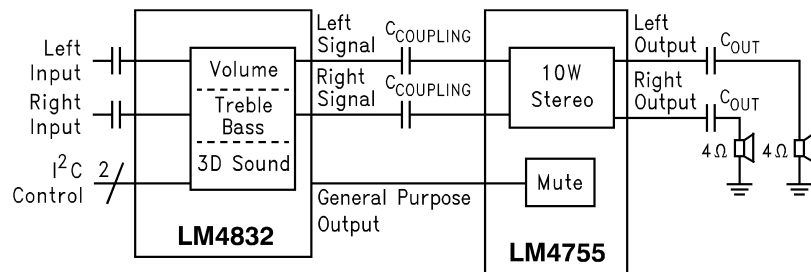 Left
Input
Right
Input
I²C
Control
2
Volume
Treble
Bass
3D Sound
LM4832
Left
Signal
Right
Signal
C_COUPLING
C_COUPLING
General Purpose
Output
10W
Stereo
Mute
LM4755
Left
Output
Right
Output
C_OUT
C_OUT
4Ω
4Ω